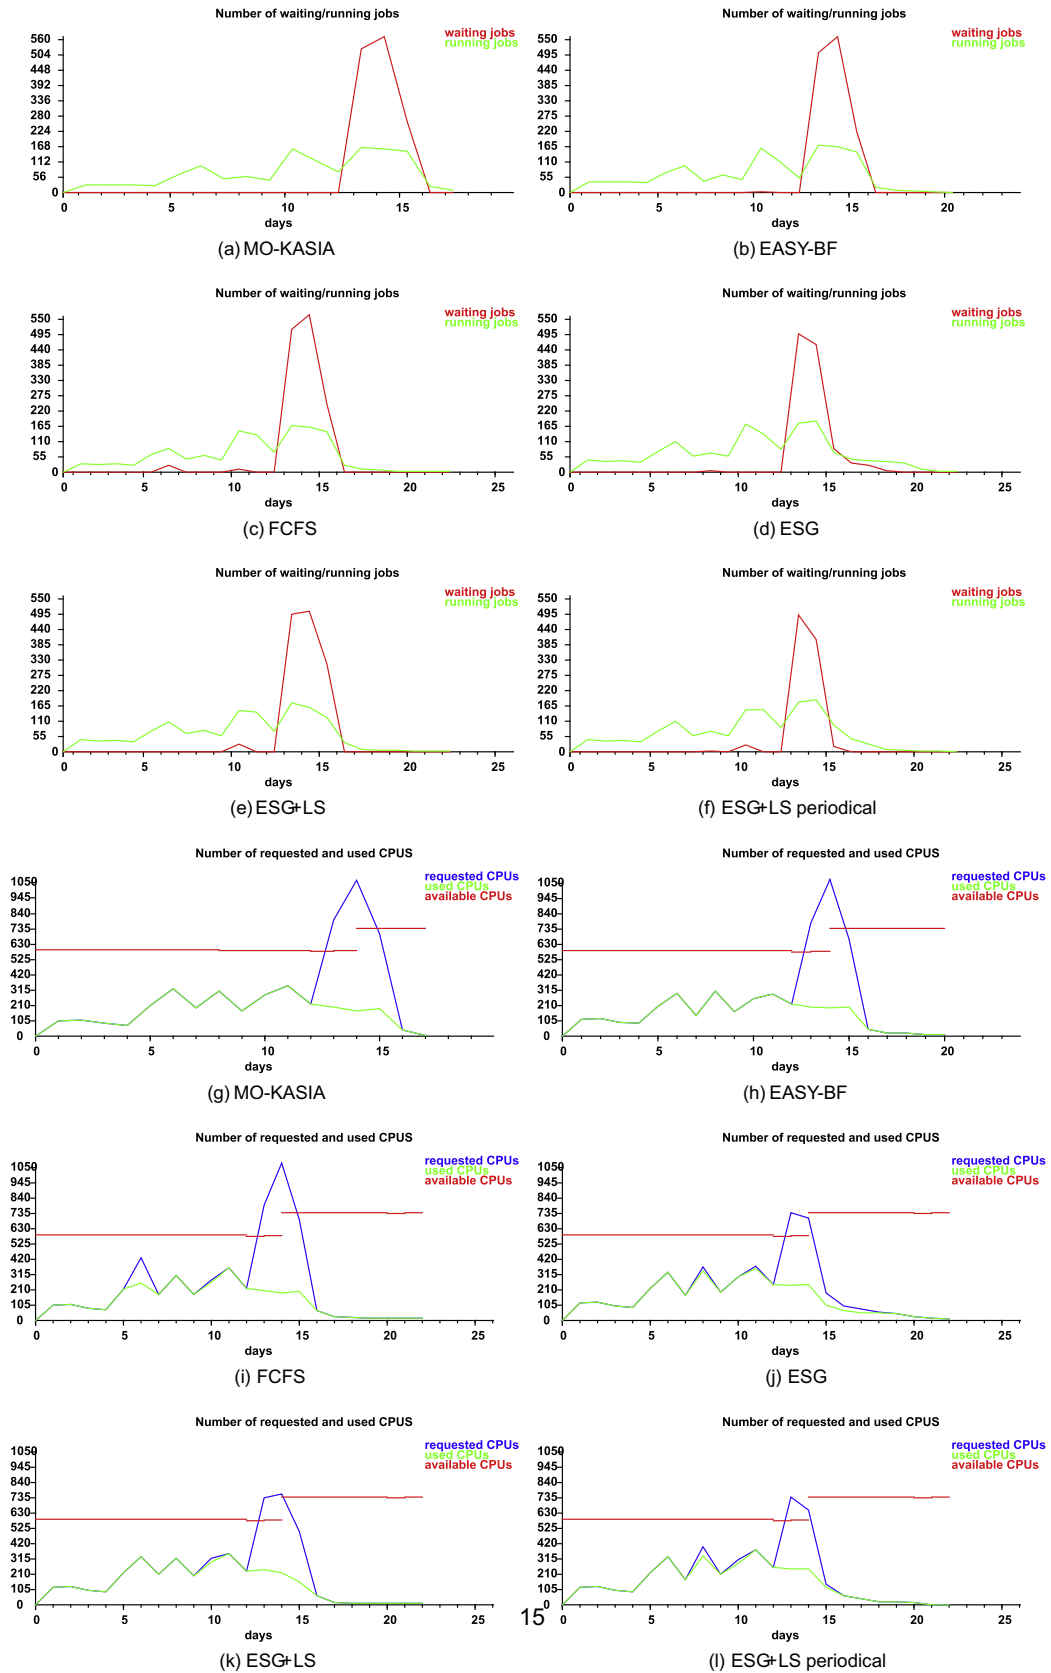 Number of waiting/running jobs
waiting jobs
running jobs
560
504
448
392
336
280
224
168
112
56
0
0 5 10 15
days
(a) MO-KASIA
Number of waiting/running jobs
waiting jobs
running jobs
550
495
440
385
330
275
220
165
110
55
0
0 5 10 15 20
days
(b) EASY-BF
Number of waiting/running jobs
waiting jobs
running jobs
550
495
440
385
330
275
220
165
110
55
0
0 5 10 15 20 25
days
(c) FCFS
Number of waiting/running jobs
waiting jobs
running jobs
550
495
440
385
330
275
220
165
110
55
0
0 5 10 15 20 25
days
(d) ESG
Number of waiting/running jobs
waiting jobs
running jobs
550
495
440
385
330
275
220
165
110
55
0
0 5 10 15 20 25
days
(e) ESG+LS
Number of waiting/running jobs
waiting jobs
running jobs
550
495
440
385
330
275
220
165
110
55
0
0 5 10 15 20 25
days
(f) ESG+LS periodical
Number of requested and used CPUS
requested CPUs
used CPUs
available CPUs
1050
945
840
735
630
525
420
315
210
105
0
0 5 10 15
days
(g) MO-KASIA
Number of requested and used CPUS
requested CPUs
used CPUs
available CPUs
1050
945
840
735
630
525
420
315
210
105
0
0 5 10 15 20
days
(h) EASY-BF
Number of requested and used CPUS
requested CPUs
used CPUs
available CPUs
1050
945
840
735
630
525
420
315
210
105
0
0 5 10 15 20 25
days
(i) FCFS
Number of requested and used CPUS
requested CPUs
used CPUs
available CPUs
1050
945
840
735
630
525
420
315
210
105
0
0 5 10 15 20 25
days
(j) ESG
Number of requested and used CPUS
requested CPUs
used CPUs
available CPUs
1050
945
840
735
630
525
420
315
210
105
0
0 5 10 15 20 25
days
(k) ESG+LS
Number of requested and used CPUS
requested CPUs
used CPUs
available CPUs
1050
945
840
735
630
525
420
315
210
105
0
0 5 10 15 20 25
days
(l) ESG+LS periodical
15